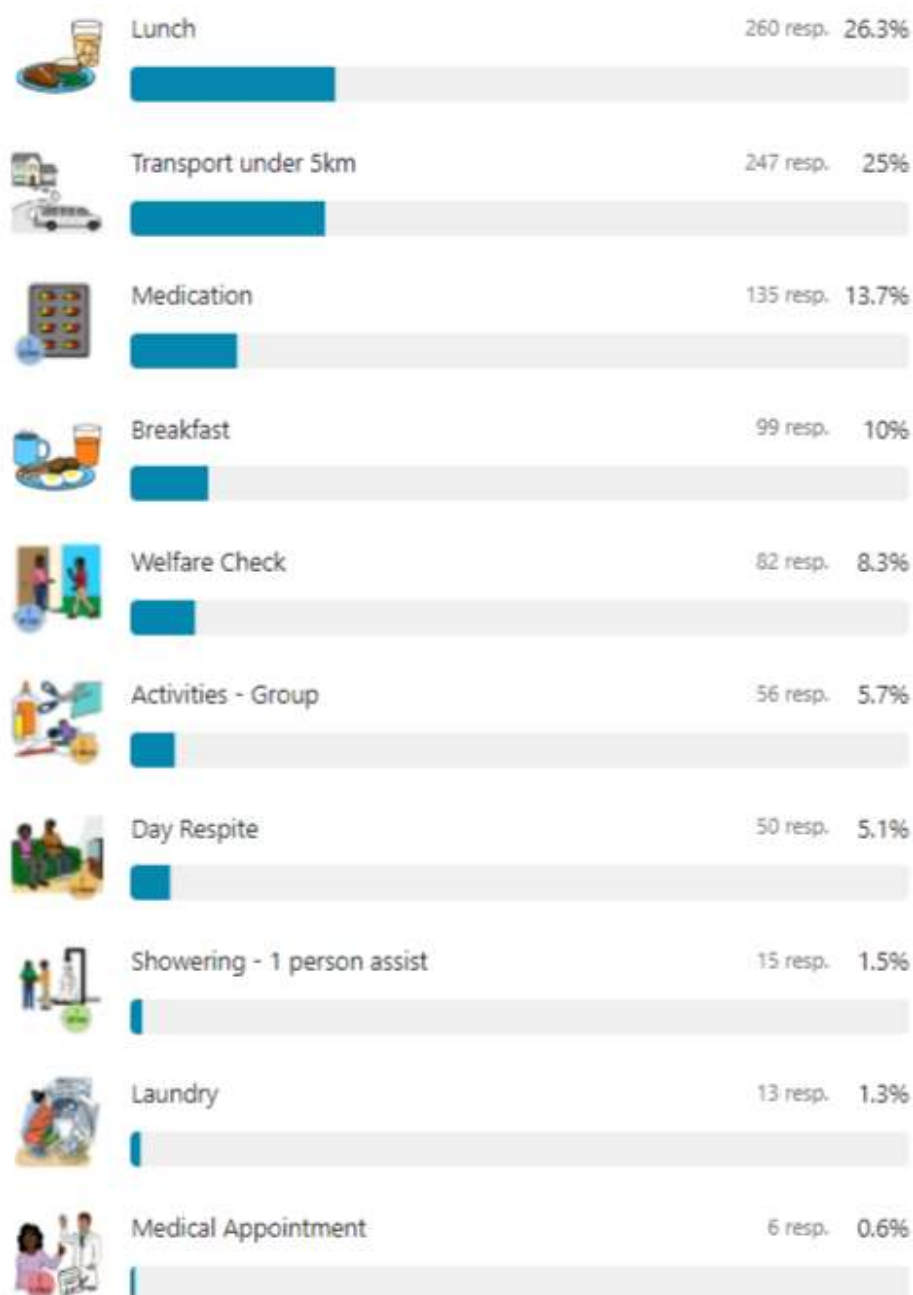 Lunch 260 resp. 26.3%
Transport under 5km 247 resp. 25%
Medication 135 resp. 13.7%
Breakfast 99 resp. 10%
Welfare Check 82 resp. 8.3%
Activities - Group 56 resp. 5.7%
Day Respite 50 resp. 5.1%
Showering - 1 person assist 15 resp. 1.5%
Laundry 13 resp. 1.3%
Medical Appointment 6 resp. 0.6%